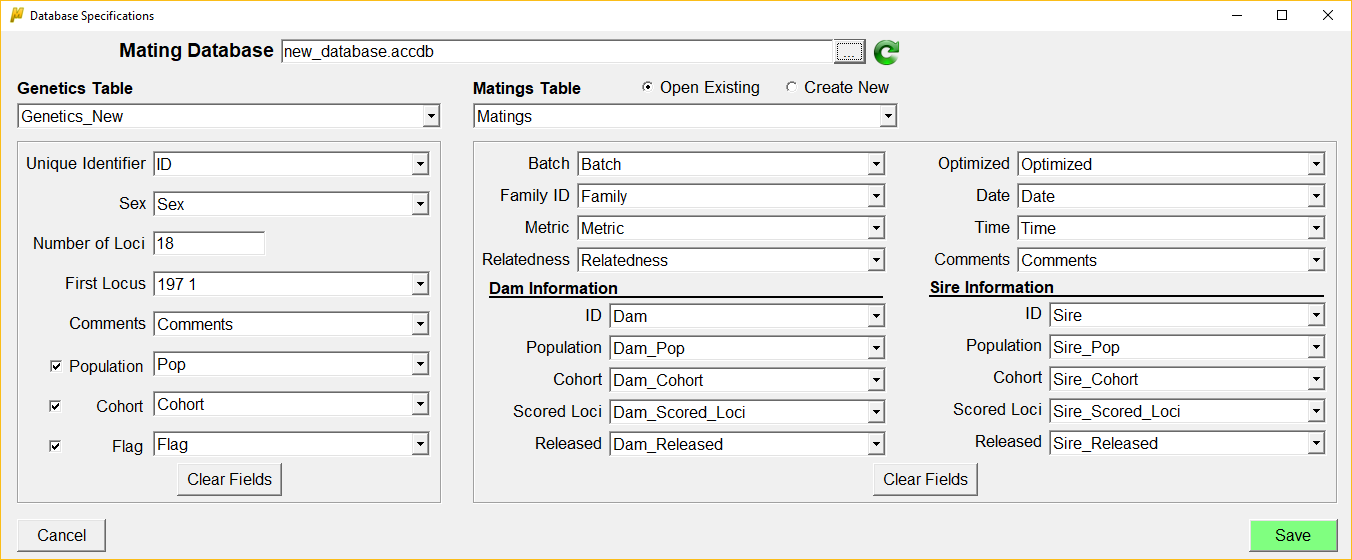 Database Specifications
Mating Database new_database.accdb ...
Genetics Table
Genetics_New
Unique Identifier ID
Sex Sex
Number of Loci 18
First Locus 197 1
Comments Comments
Population Pop
Cohort Cohort
Flag Flag
Clear Fields
Matings Table Open Existing Create New
Matings
Batch Batch
Family ID Family
Metric Metric
Relatedness Relatedness
Dam Information
ID Dam
Population Dam_Pop
Cohort Dam_Cohort
Scored Loci Dam_Scored_Loci
Released Dam_Released
Optimized Optimized
Date Date
Time Time
Comments Comments
Sire Information
ID Sire
Population Sire_Pop
Cohort Sire_Cohort
Scored Loci Sire_Scored_Loci
Released Sire_Released
Clear Fields
Cancel Save